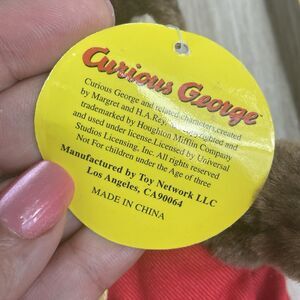 Curious George
Curious George and related characters,created
by Margret and H.A.Rey, copyrighted and
trademarked by Houghton Mifflin Company
and used under license.Licensed by Universal
Studios Licensing, Inc. All rights reserved
Not For children under the Age of three
Manufactured by Toy Network LLC
Los Angeles, CA90064
MADE IN CHINA